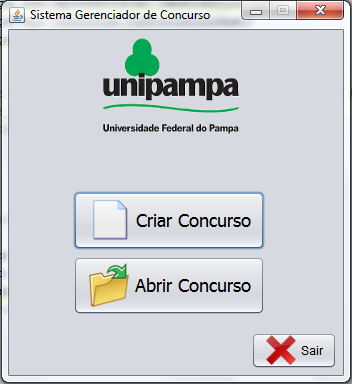 Sistema Gerenciador de Concurso
unipampa
Universidade Federal do Pampa
Criar Concurso
Abrir Concurso
Sair